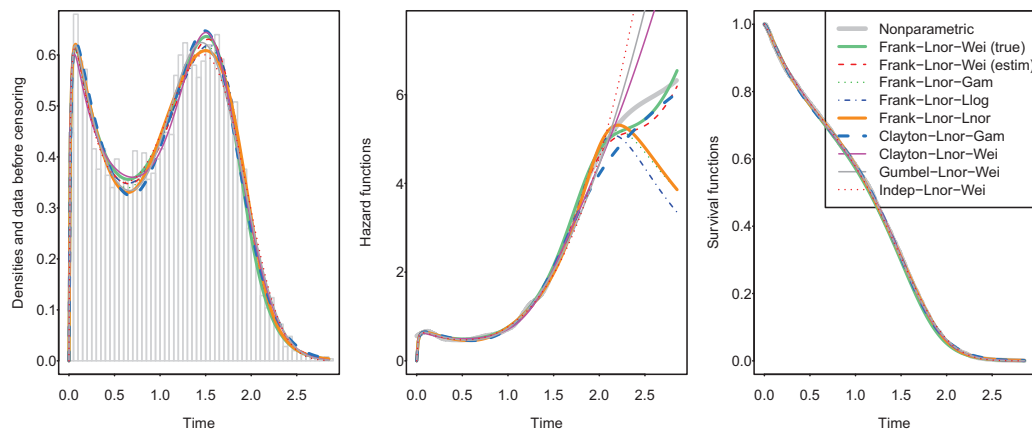 Densities and data before censoring
0.0
0.1
0.2
0.3
0.4
0.5
0.6
0.0 0.5 1.0 1.5 2.0 2.5
Time
Hazard functions
0
2
4
6
0.0 0.5 1.0 1.5 2.0 2.5
Time
Survival functions
0.0
0.2
0.4
0.6
0.8
1.0
0.0 0.5 1.0 1.5 2.0 2.5
Time
Nonparametric
Frank−Lnor−Wei (true)
Frank−Lnor−Wei (estim)
Frank−Lnor−Gam
Frank−Lnor−Llog
Frank−Lnor−Lnor
Clayton−Lnor−Gam
Clayton−Lnor−Wei
Gumbel−Lnor−Wei
Indep−Lnor−Wei